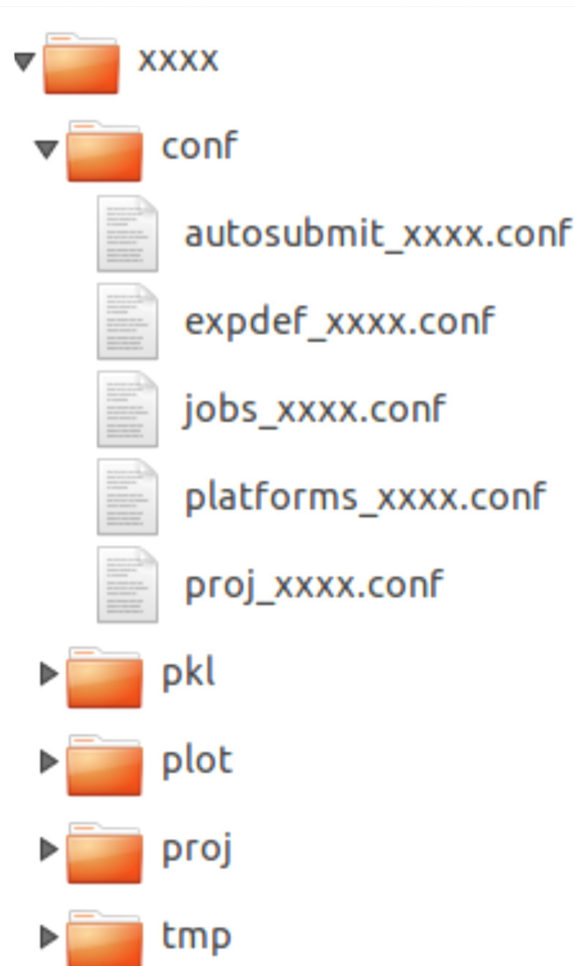 xxxx
conf
autosubmit_xxxx.conf
expdef_xxxx.conf
jobs_xxxx.conf
platforms_xxxx.conf
proj_xxxx.conf
pkl
plot
proj
tmp